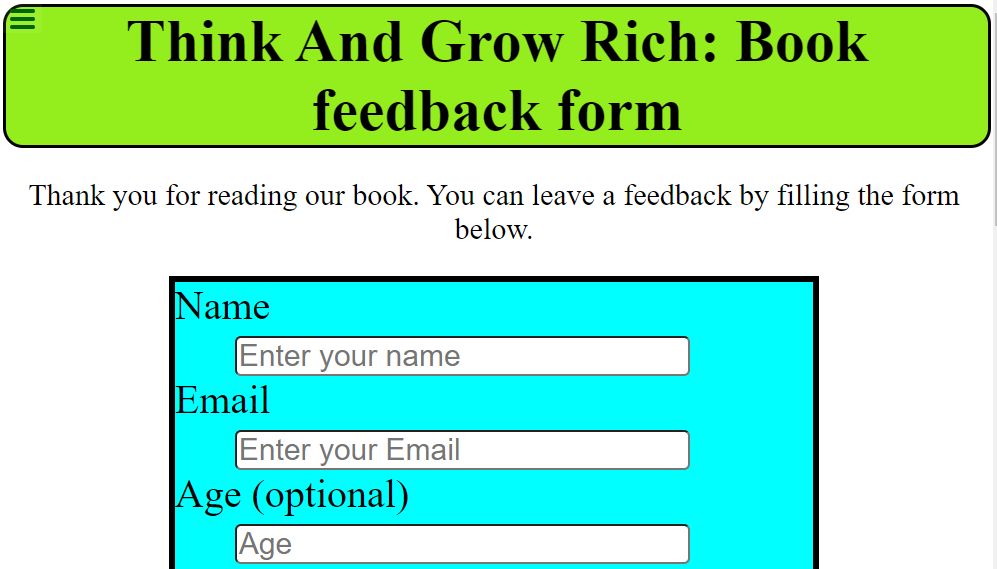 Think And Grow Rich: Book
feedback form
Thank you for reading our book. You can leave a feedback by filling the form
below.
Name
Enter your name
Email
Enter your Email
Age (optional)
Age